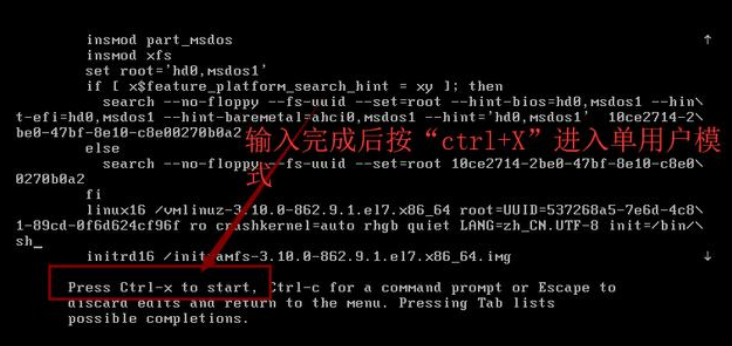 insmod part_msdos
insmod xfs
set root='hd0,msdos1'
if [ x$feature_platform_search_hint = xy ]; then
search --no-floppy --fs-uuid --set=root --hint-bios=hd0,msdos1 --hin\
t-efi=hd0,msdos1 --hint-baremetal=ahci0,msdos1 --hint='hd0,msdos1'  10ce2714-2\
be0-47bf-8e10-c8e00270b0a2
输入完成后按“ctrl+X”进入单用户模
式
else
search --no-floppy --fs-uuid --set=root 10ce2714-2be0-47bf-8e10-c8e0\
0270b0a2
fi
linux16 /vmlinuz-3.10.0-862.9.1.el7.x86_64 root=UUID=537268a5-7e6d-4c8\
1-89cd-0f6d624cf96f ro crashkernel=auto rhgb quiet LANG=zh_CN.UTF-8 init=/bin/\
sh_
initrd16 /initramfs-3.10.0-862.9.1.el7.x86_64.img
Press Ctrl-x to start, Ctrl-c for a command prompt or Escape to
discard edits and return to the menu. Pressing Tab lists
possible completions.